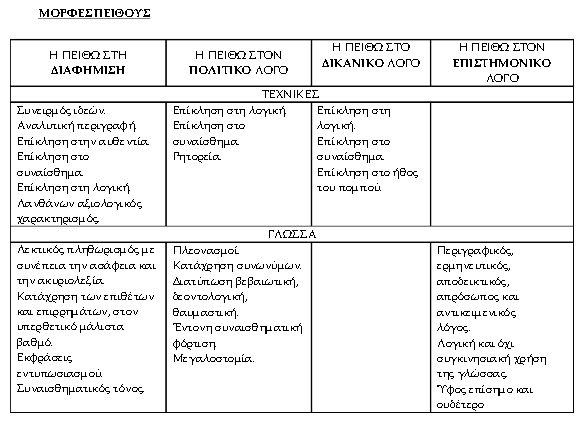 ΜΟΡΦΕΣ ΠΕΙΘΟΥΣ
Η ΠΕΙΘΩ ΣΤΗ
ΔΙΑΦΗΜΙΣΗ
Η ΠΕΙΘΩ ΣΤΟΝ
ΠΟΛΙΤΙΚΟ ΛΟΓΟ
Η ΠΕΙΘΩ ΣΤΟ
ΔΙΚΑΝΙΚΟ ΛΟΓΟ
Η ΠΕΙΘΩ ΣΤΟΝ
ΕΠΙΣΤΗΜΟΝΙΚΟ
ΛΟΓΟ
ΤΕΧΝΙΚΕΣ
Συνειρμός ιδεών.
Αναλυτική περιγραφή
Επίκληση στην αυθεντία
Επίκληση στο
συναίσθημα
Επίκληση στη λογική
Λανθάνων αξιολογικός
χαρακτηρισμός.
Επίκληση στη λογική
Επίκληση στο
συναίσθημα
Ρητορεία
Επίκληση στη
λογική.
Επίκληση στο
συναίσθημα
Επίκληση στο ήθος
του πομπού
ΓΛΩΣΣΑ
Λεκτικός πληθωρισμός με
συνέπεια την ασάφεια και
την ακυριολεξία
Κατάχρηση των επιθέτων
και επιρρημάτων, στον
υπερθετικό μάλιστα
βαθμό.
Εκφράσεις
εντυπωσιασμού
Συναισθηματικός τόνος.
Πλεονασμοί
Κατάχρηση συνωνύμων.
Διατύπωση βεβαιωτική,
δεοντολογική,
θαυμαστική.
Έντονη συναισθηματική
φόρτιση
Μεγαλοστομία.
Περιγραφικός,
ερμηνευτικός,
αποδεικτικός,
απρόσωπος και
αντικειμενικός
λόγος.
Λογική και όχι
συγκινησιακή χρήση
της γλώσσας.
Ύφος επίσημο και
ουδέτερο